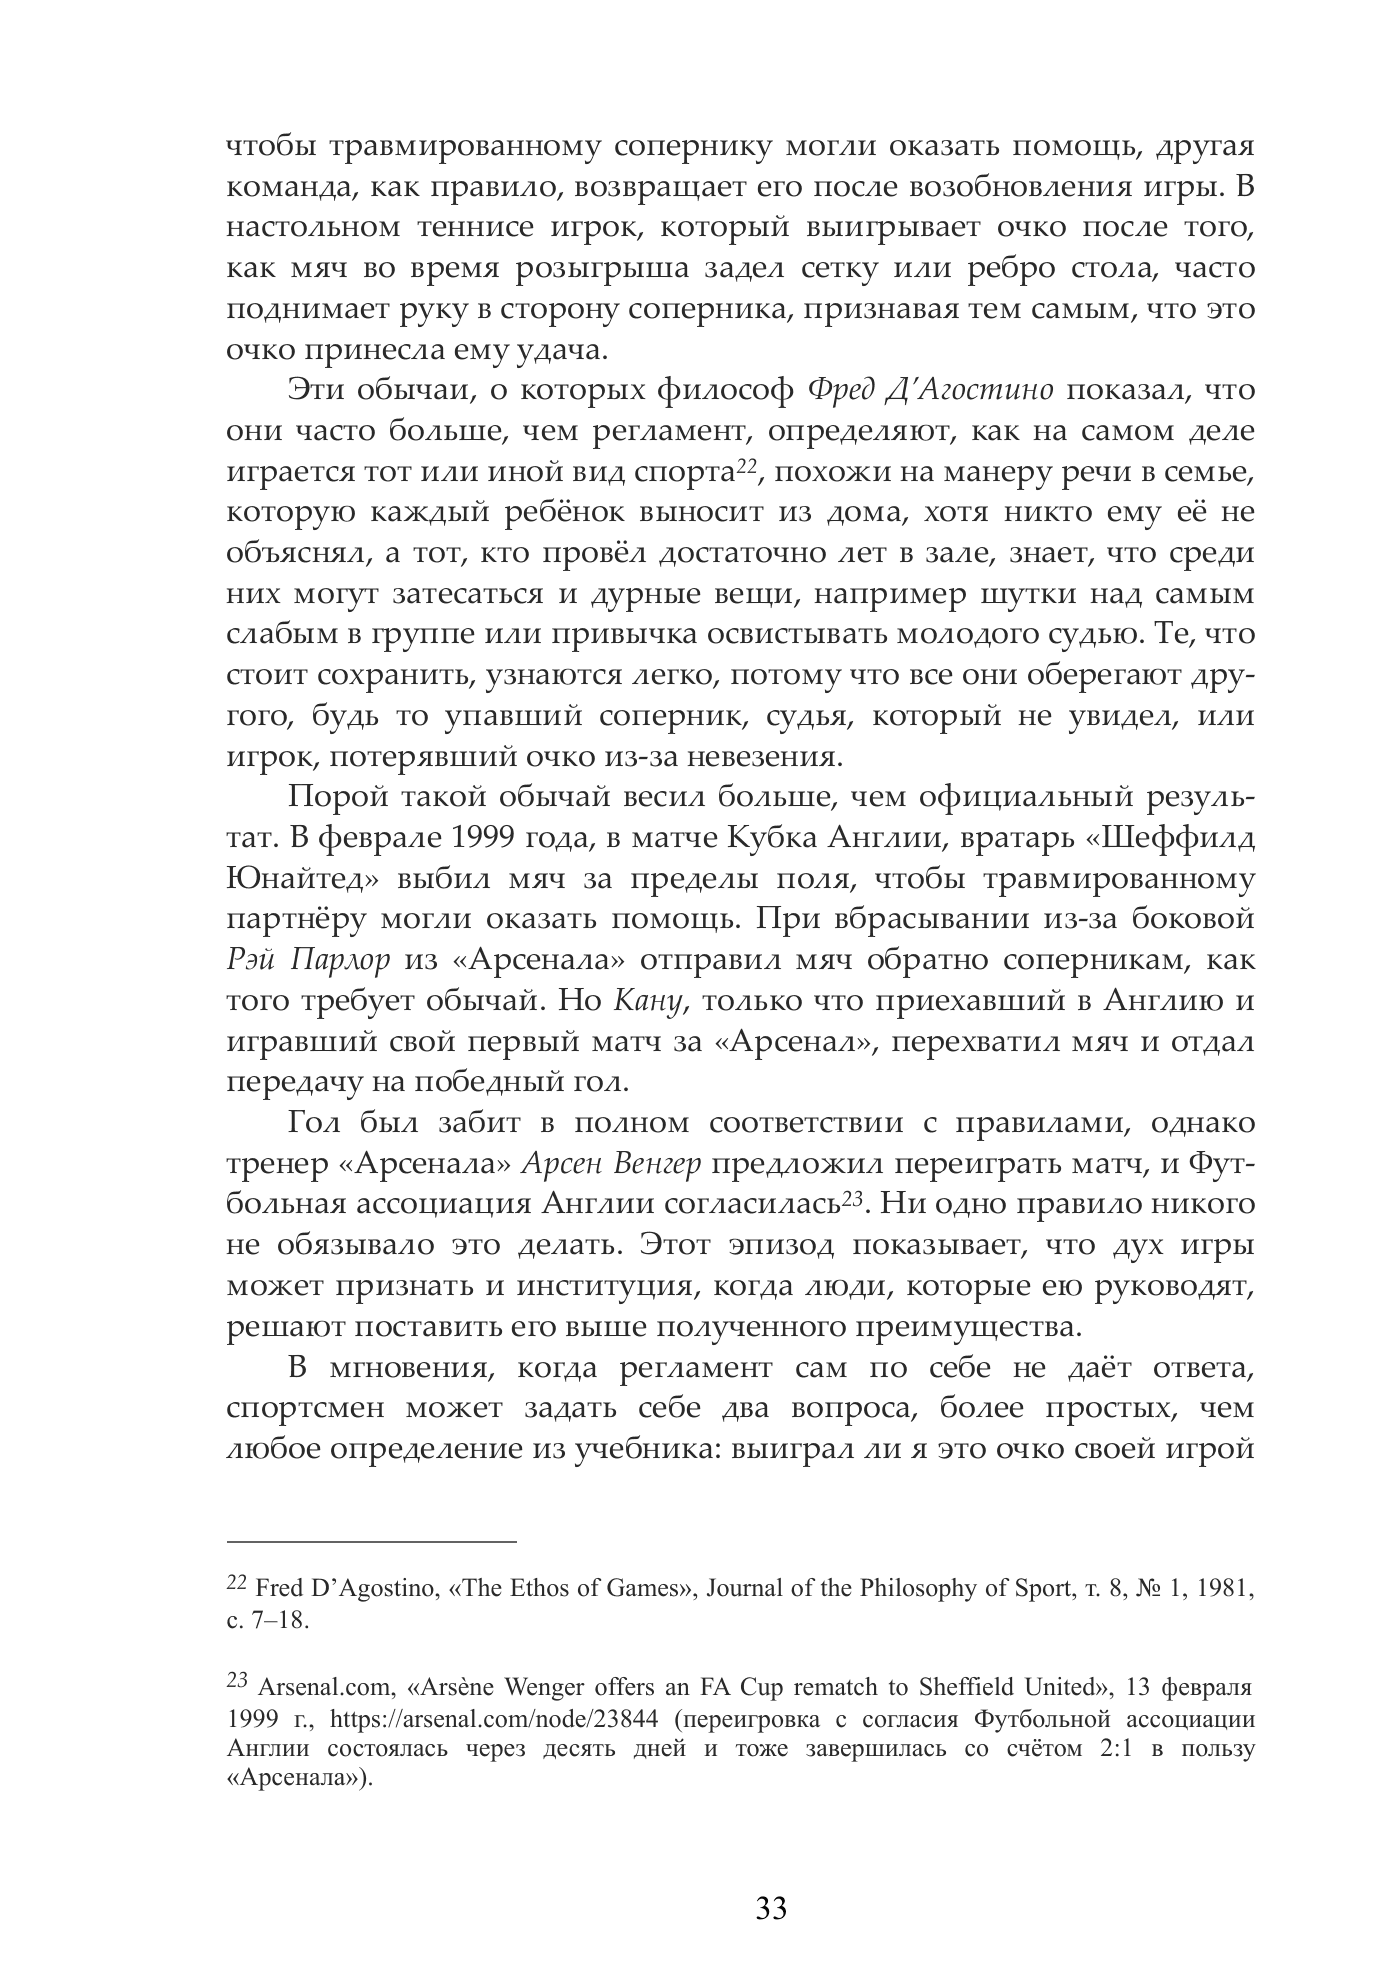 чтобы травмированному сопернику могли оказать помощь, другая
команда, как правило, возвращает его после возобновления игры. В
настольном теннисе игрок, который выигрывает очко после того,
как мяч во время розыгрыша задел сетку или ребро стола, часто
поднимает руку в сторону соперника, признавая тем самым, что это
очко принесла ему удача.
Эти обычаи, о которых философ Фред Д’Агостино показал, что
они часто больше, чем регламент, определяют, как на самом деле
играется тот или иной вид спорта22, похожи на манеру речи в семье,
которую каждый ребёнок выносит из дома, хотя никто ему её не
объяснял, а тот, кто провёл достаточно лет в зале, знает, что среди
них могут затесаться и дурные вещи, например шутки над самым
слабым в группе или привычка освистывать молодого судью. Те, что
стоит сохранить, узнаются легко, потому что все они оберегают дру-
гого, будь то упавший соперник, судья, который не увидел, или
игрок, потерявший очко из-за невезения.
Порой такой обычай весил больше, чем официальный резуль-
тат. В феврале 1999 года, в матче Кубка Англии, вратарь «Шеффилд
Юнайтед» выбил мяч за пределы поля, чтобы травмированному
партнёру могли оказать помощь. При вбрасывании из-за боковой
Рэй Парлор из «Арсенала» отправил мяч обратно соперникам, как
того требует обычай. Но Кану, только что приехавший в Англию и
игравший свой первый матч за «Арсенал», перехватил мяч и отдал
передачу на победный гол.
Гол был забит в полном соответствии с правилами, однако
тренер «Арсенала» Арсен Венгер предложил переиграть матч, и Фут-
больная ассоциация Англии согласилась23. Ни одно правило никого
не обязывало это делать. Этот эпизод показывает, что дух игры
может признать и институция, когда люди, которые ею руководят,
решают поставить его выше полученного преимущества.
В мгновения, когда регламент сам по себе не даёт ответа,
спортсмен может задать себе два вопроса, более простых, чем
любое определение из учебника: выиграл ли я это очко своей игрой
22 Fred D’Agostino, «The Ethos of Games», Journal of the Philosophy of Sport, т. 8, № 1, 1981,
с. 7–18.
23 Arsenal.com, «Arsène Wenger offers an FA Cup rematch to Sheffield United», 13 февраля
1999 г., https://arsenal.com/node/23844 (переигровка с согласия Футбольной ассоциации
Англии состоялась через десять дней и тоже завершилась со счётом 2:1 в пользу
«Арсенала»).
33